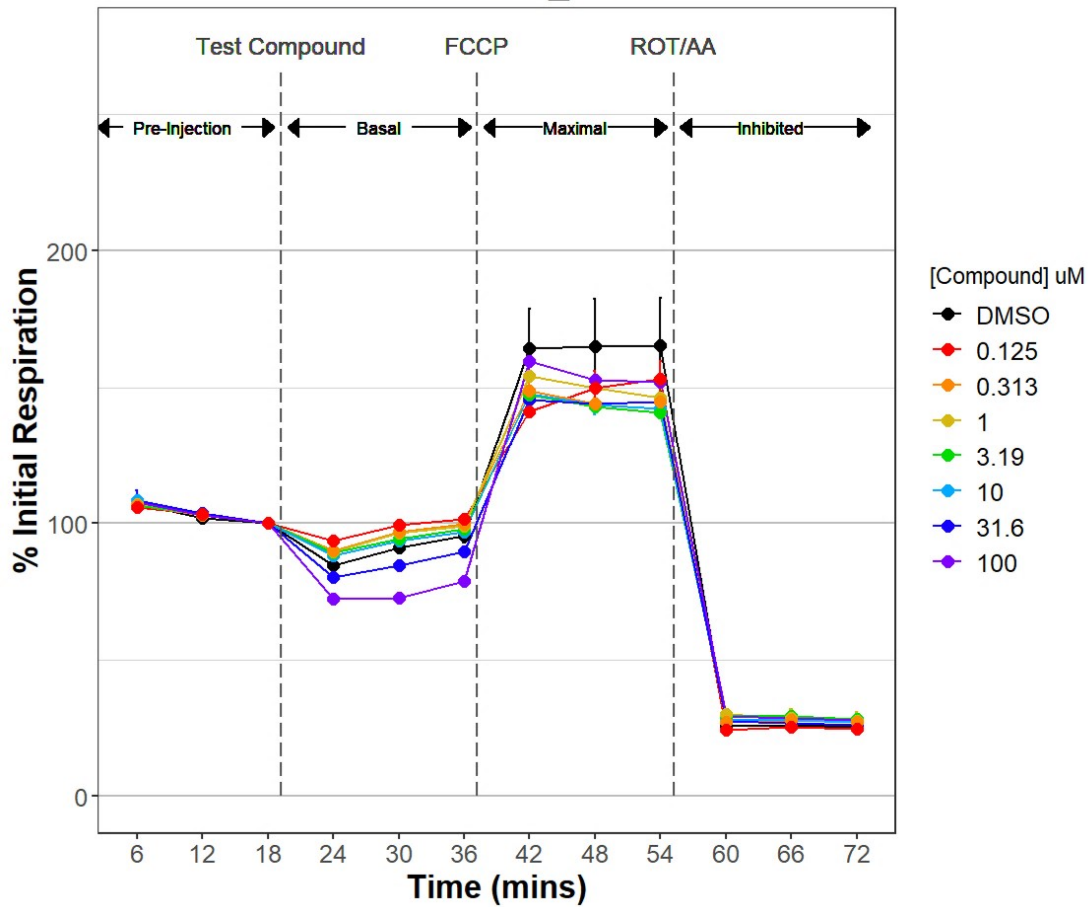 Test Compound FCCP ROT/AA
Pre-Injection Basal Maximal Inhibited
% Initial Respiration
200
100
0
6 12 18 24 30 36 42 48 54 60 66 72
Time (mins)
[Compound] uM
DMSO
0.125
0.313
1
3.19
10
31.6
100